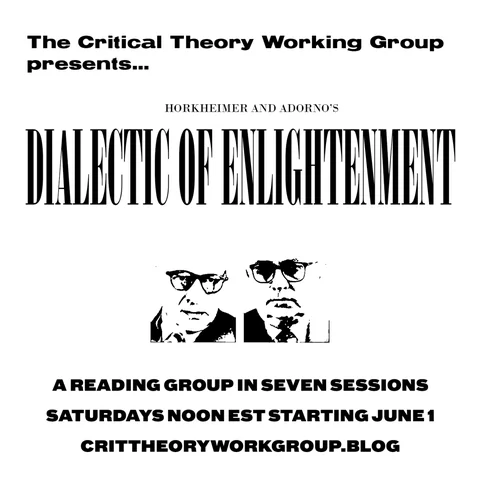 The Critical Theory Working Group
presents...
HORKHEIMER AND ADORNO'S
DIALECTIC OF ENLIGHTENMENT
A READING GROUP IN SEVEN SESSIONS
SATURDAYS NOON EST STARTING JUNE 1
CRITTHEORYWORKGROUP.BLOG